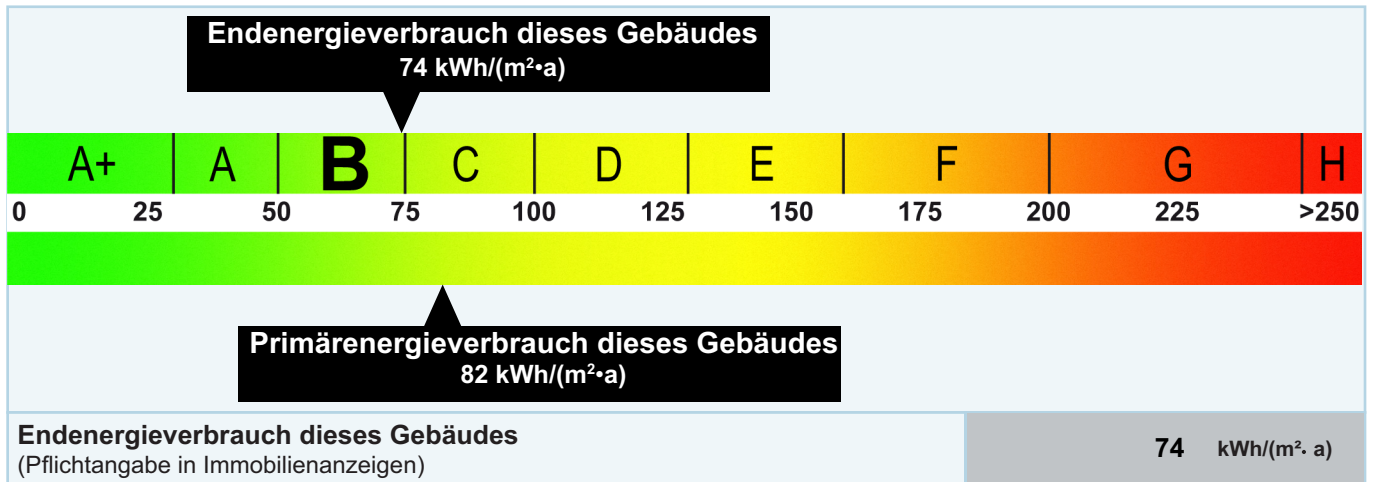 Endenergieverbrauch dieses Gebäudes
74 kWh/(m²•a)
A+ A B C D E F G H
0 25 50 75 100 125 150 175 200 225 >250
Primärenergieverbrauch dieses Gebäudes
82 kWh/(m²•a)
Endenergieverbrauch dieses Gebäudes
(Pflichtangabe in Immobilienanzeigen)
74 kWh/(m²· a)